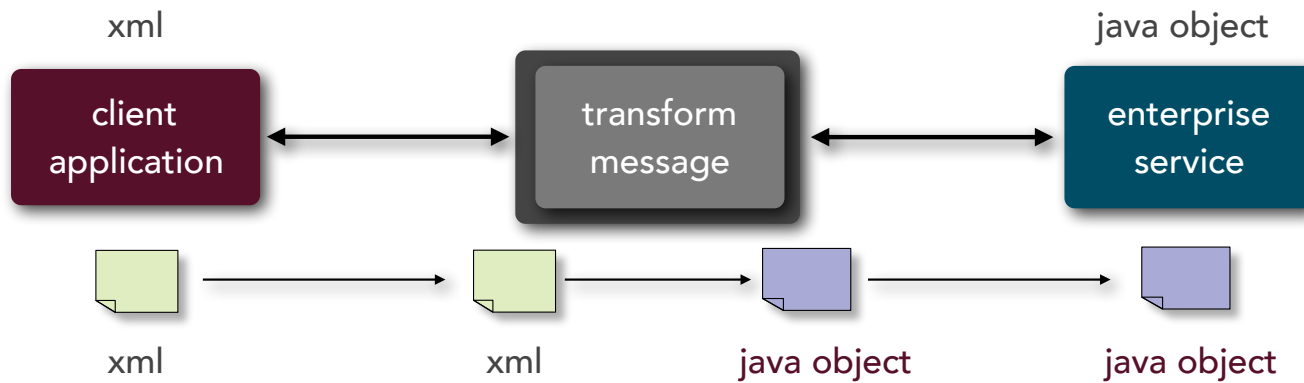 xml
java object
client
application
transform
message
enterprise
service
xml
xml
java object
java object